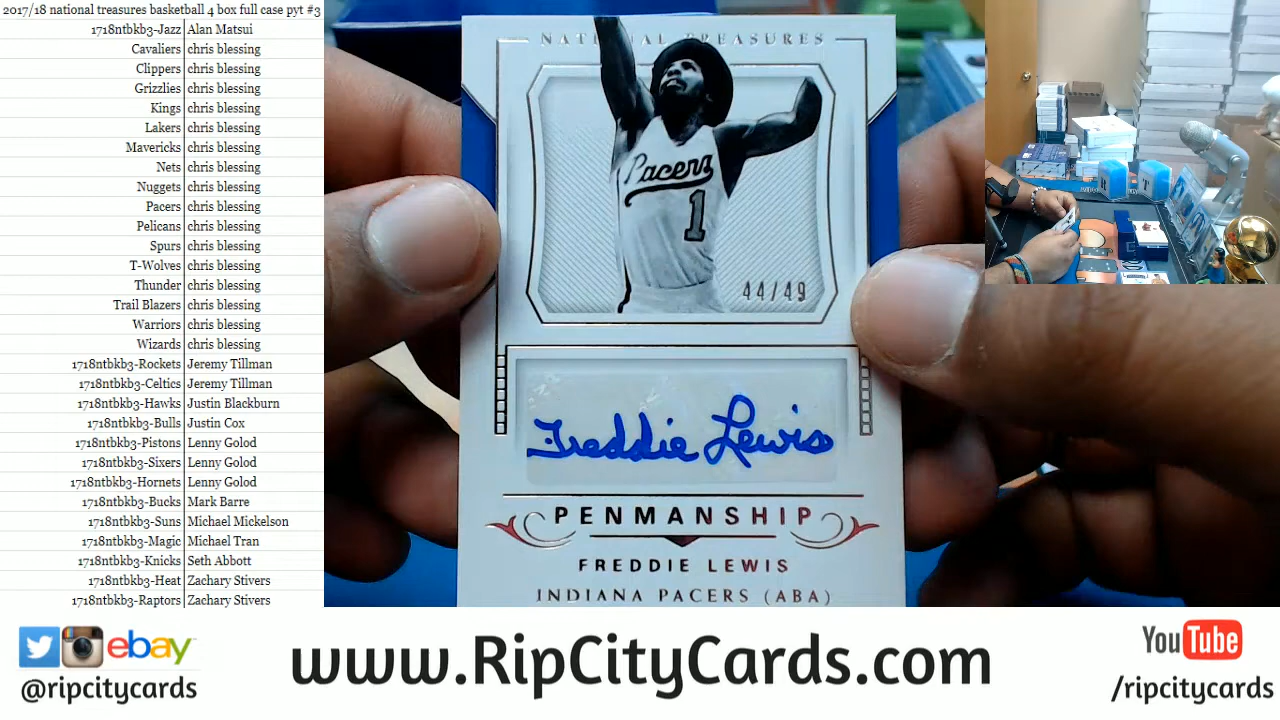 2017/18 national treasures basketball 4 box full case pyt #3
1718ntbkb3-Jazz Alan Matsui
Cavaliers chris blessing
Clippers chris blessing
Grizzlies chris blessing
Kings chris blessing
Lakers chris blessing
Mavericks chris blessing
Nets chris blessing
Nuggets chris blessing
Pacers chris blessing
Pelicans chris blessing
Spurs chris blessing
T-Wolves chris blessing
Thunder chris blessing
Trail Blazers chris blessing
Warriors chris blessing
Wizards chris blessing
1718ntbkb3-Rockets Jeremy Tillman
1718ntbkb3-Celtics Jeremy Tillman
1718ntbkb3-Hawks Justin Blackburn
1718ntbkb3-Bulls Justin Cox
1718ntbkb3-Pistons Lenny Golod
1718ntbkb3-Sixers Lenny Golod
1718ntbkb3-Hornets Lenny Golod
1718ntbkb3-Bucks Mark Barre
1718ntbkb3-Suns Michael Mickelson
1718ntbkb3-Magic Michael Tran
1718ntbkb3-Knicks Seth Abbott
1718ntbkb3-Heat Zachary Stivers
1718ntbkb3-Raptors Zachary Stivers
TREASURES
Pacers
1
44/49
Freddie Lewis
PENMANSHIP
FREDDIE LEWIS
INDIANA PACERS (ABA)
ebay
@ripcitycards
www.RipCityCards.com
YouTube
/ripcitycards